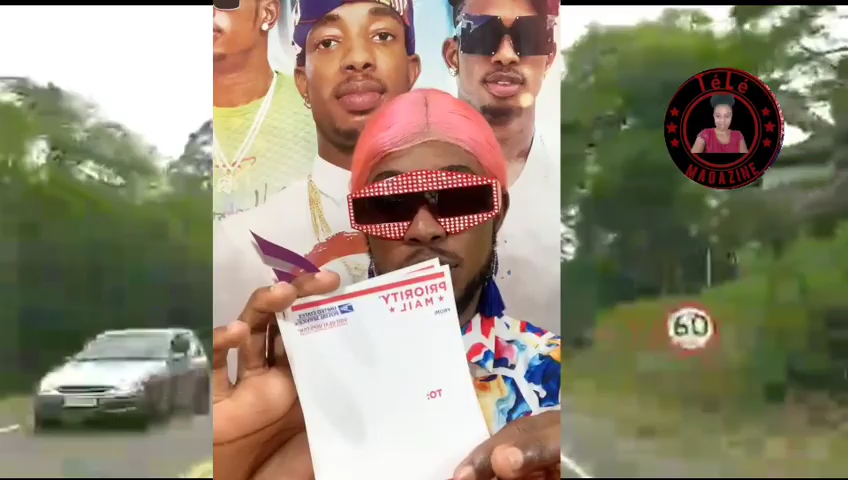 TéLé
MAGAZINE
60
PRIORITY
★ MAIL ★
UNITED STATES
POSTAL SERVICE
FROM:
TO: